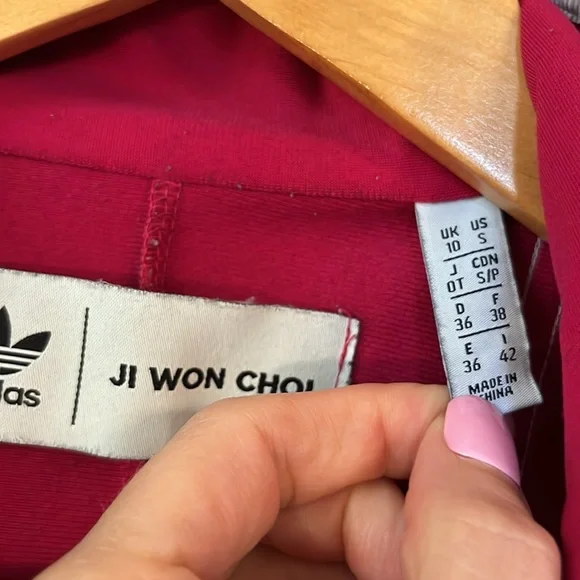 das
JI WON CHOI
UK US
10 S
J CDN
OT S/P
D F
36 38
E I
36 42
MADE IN
CHINA